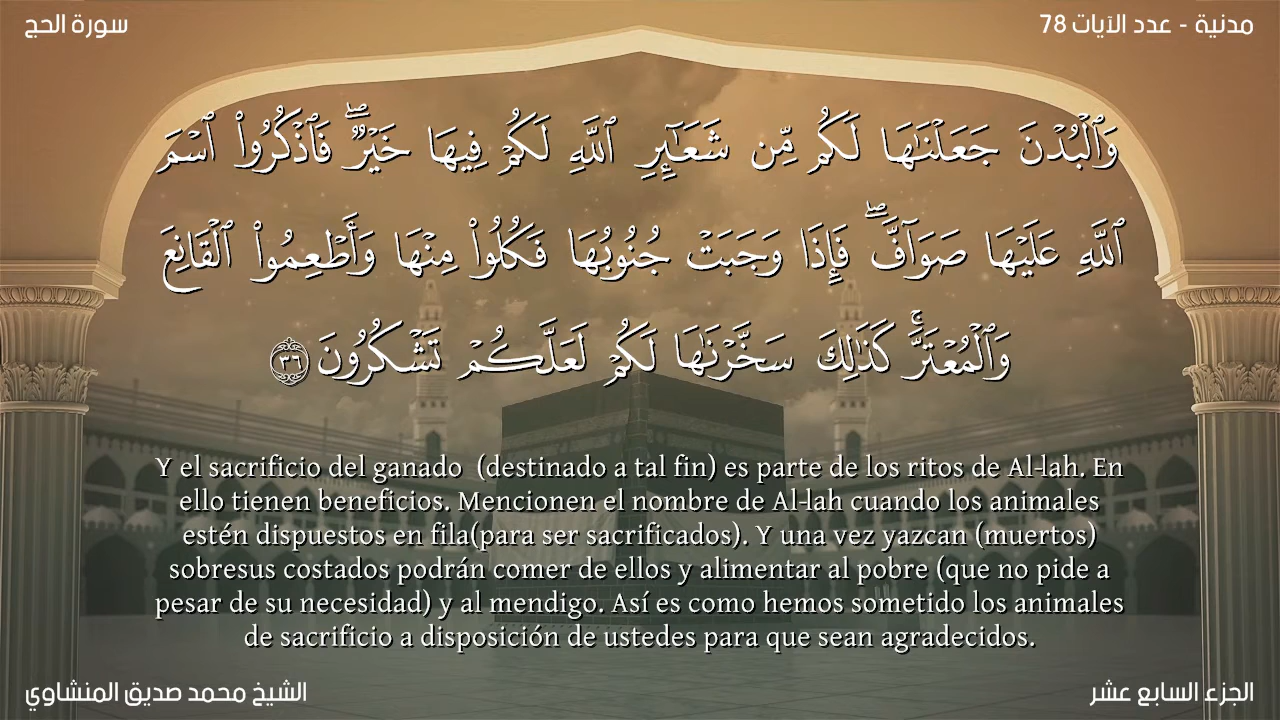 سورة الحج
مدنية - عدد الآيات 78
وَٱلْبُدْنَ جَعَلْنَٰهَا لَكُم مِّن شَعَٰٓئِرِ ٱللَّهِ لَكُمْ فِيهَا خَيْرٌ ۖ فَٱذْكُرُوا۟ ٱسْمَ
ٱللَّهِ عَلَيْهَا صَوَآفَّ ۖ فَإِذَا وَجَبَتْ جُنُوبُهَا فَكُلُوا۟ مِنْهَا وَأَطْعِمُوا۟ ٱلْقَانِعَ
وَٱلْمُعْتَرَّ ۚ كَذَٰلِكَ سَخَّرْنَٰهَا لَكُمْ لَعَلَّكُمْ تَشْكُرُونَ ٣٦
Y el sacrificio del ganado (destinado a tal fin) es parte de los ritos de Al-lah. En
ello tienen beneficios. Mencionen el nombre de Al-lah cuando los animales
estén dispuestos en fila(para ser sacrificados). Y una vez yazcan (muertos)
sobresus costados podrán comer de ellos y alimentar al pobre (que no pide a
pesar de su necesidad) y al mendigo. Así es como hemos sometido los animales
de sacrificio a disposición de ustedes para que sean agradecidos.
الشيخ محمد صديق المنشاوي
الجزء السابع عشر